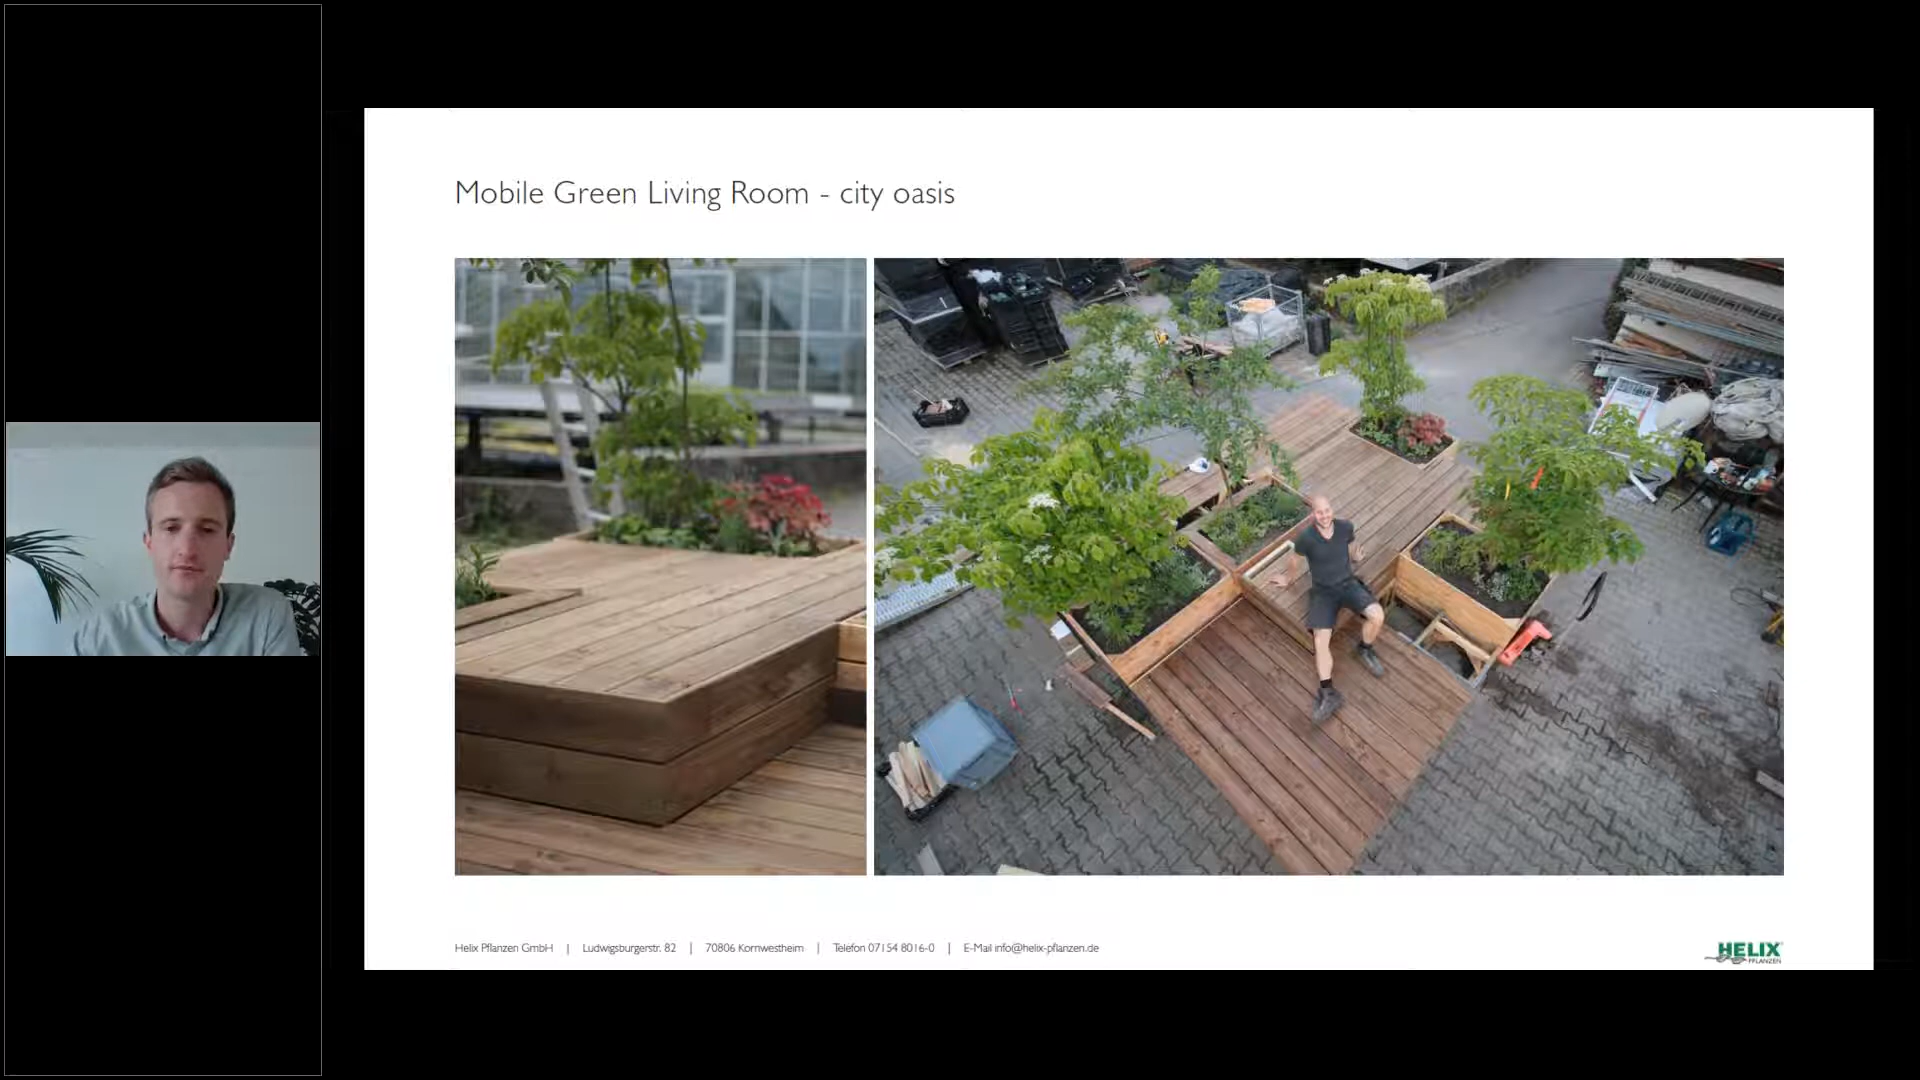 Mobile Green Living Room - city oasis
Helix Pflanzen GmbH | Ludwigsburgerstr. 82 | 70806 Kornwestheim | Telefon 07154 8016-0 | E-Mail info@helix-pflanzen.de
HELIX
PFLANZEN